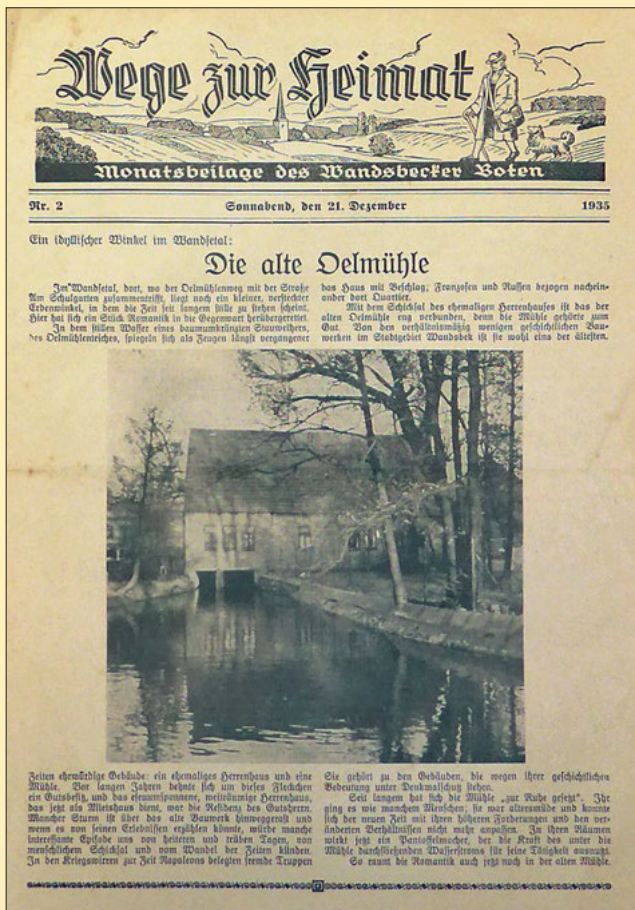 Wege zur Heimat
Monatsbeilage des Wandsbecker Boten
Nr. 2 Sonnabend, den 21. Dezember 1935
Ein idyllischer Winkel im Wandsetal:
Die alte Oelmühle
Im Wandsetal, dort, wo der Oelmühlenweg mit der Straße
Am Schulgarten zusammentrifft, liegt noch ein kleiner, versteckter
Erdenwinkel, in dem die Zeit seit langem stille zu stehen scheint.
Hier hat sich ein Stück Romantik in die Gegenwart herübergerettet.
In dem stillen Wasser eines baumumkränzten Stauweihers,
des Oelmühlenteiches, spiegeln sich als Zeugen längst vergangener
das Haus mit Beschlag; Franzosen und Russen bezogen nachein-
ander dort Quartier.
Mit dem Schicksal des ehemaligen Herrenhauses ist das der
alten Oelmühle eng verbunden, denn die Mühle gehörte zum
Gut. Von den verhältnismäßig wenigen geschichtlichen Bau-
werken im Stadtgebiet Wandsbek ist sie wohl eins der ältesten.
Zeiten ehrwürdige Gebäude: ein ehemaliges Herrenhaus und eine
Mühle. Vor langen Jahren dehnte sich um dieses Fleckchen
ein Gutsbesitz, und das efeuumsponnene, weiträumige Herrenhaus,
das jetzt als Mietshaus dient, war die Residenz des Gutsherrn.
Mancher Sturm ist über das alte Bauwerk hinweggerast und
wenn es von seinen Erlebnissen erzählen könnte, würde manche
interessante Episode uns von heiteren und trüben Tagen, von
menschlichem Schicksal und vom Wandel der Zeiten künden.
In den Kriegswirren zur Zeit Napoleons belegten fremde Truppen
Sie gehört zu den Gebäuden, die wegen ihrer geschichtlichen
Bedeutung unter Denkmalschutz stehen.
Seit langem hat sich die Mühle „zur Ruhe gesetzt“. Ihr
ging es wie manchem Menschen; sie war altersmüde und konnte
sich der neuen Zeit mit ihren höheren Forderungen und den ver-
änderten Verhältnissen nicht mehr anpassen. In ihren Räumen
wirkt jetzt ein Pantoffelmacher, der die Kraft des unter die
Mühle durchfließenden Wasserstroms für seine Tätigkeit ausnutzt.
So raunt die Romantik auch jetzt noch in der alten Mühle.